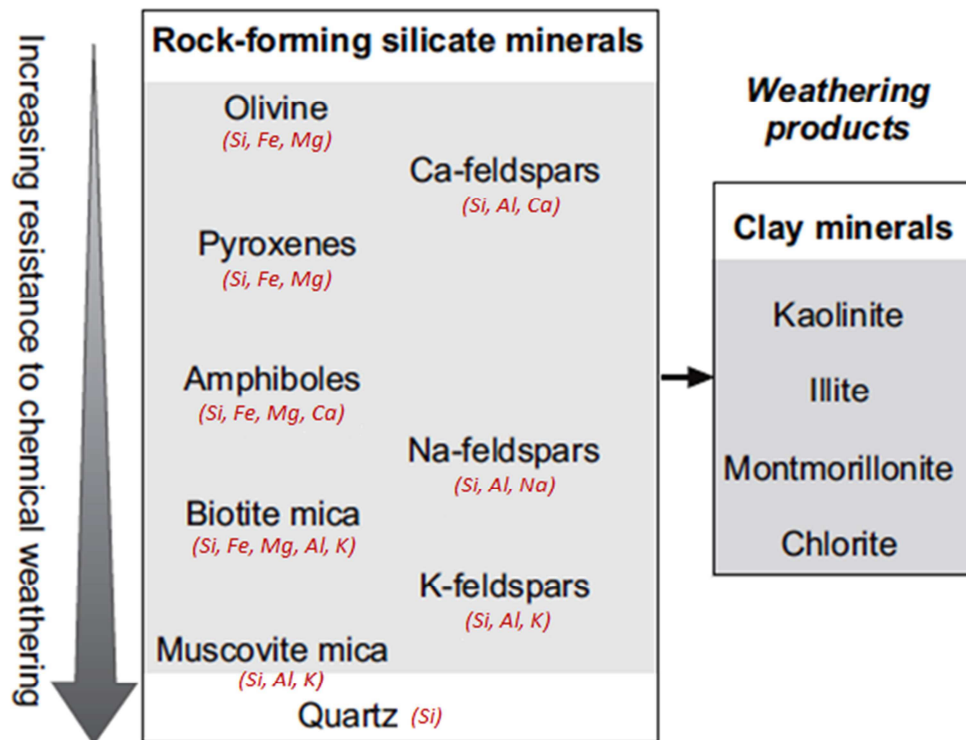 Increasing resistance to chemical weathering
Rock-forming silicate minerals
Olivine
(Si, Fe, Mg)
Ca-feldspars
(Si, Al, Ca)
Pyroxenes
(Si, Fe, Mg)
Amphiboles
(Si, Fe, Mg, Ca)
Na-feldspars
(Si, Al, Na)
Biotite mica
(Si, Fe, Mg, Al, K)
K-feldspars
(Si, Al, K)
Muscovite mica
(Si, Al, K)
Quartz (Si)
Weathering
products
Clay minerals
Kaolinite
Illite
Montmorillonite
Chlorite